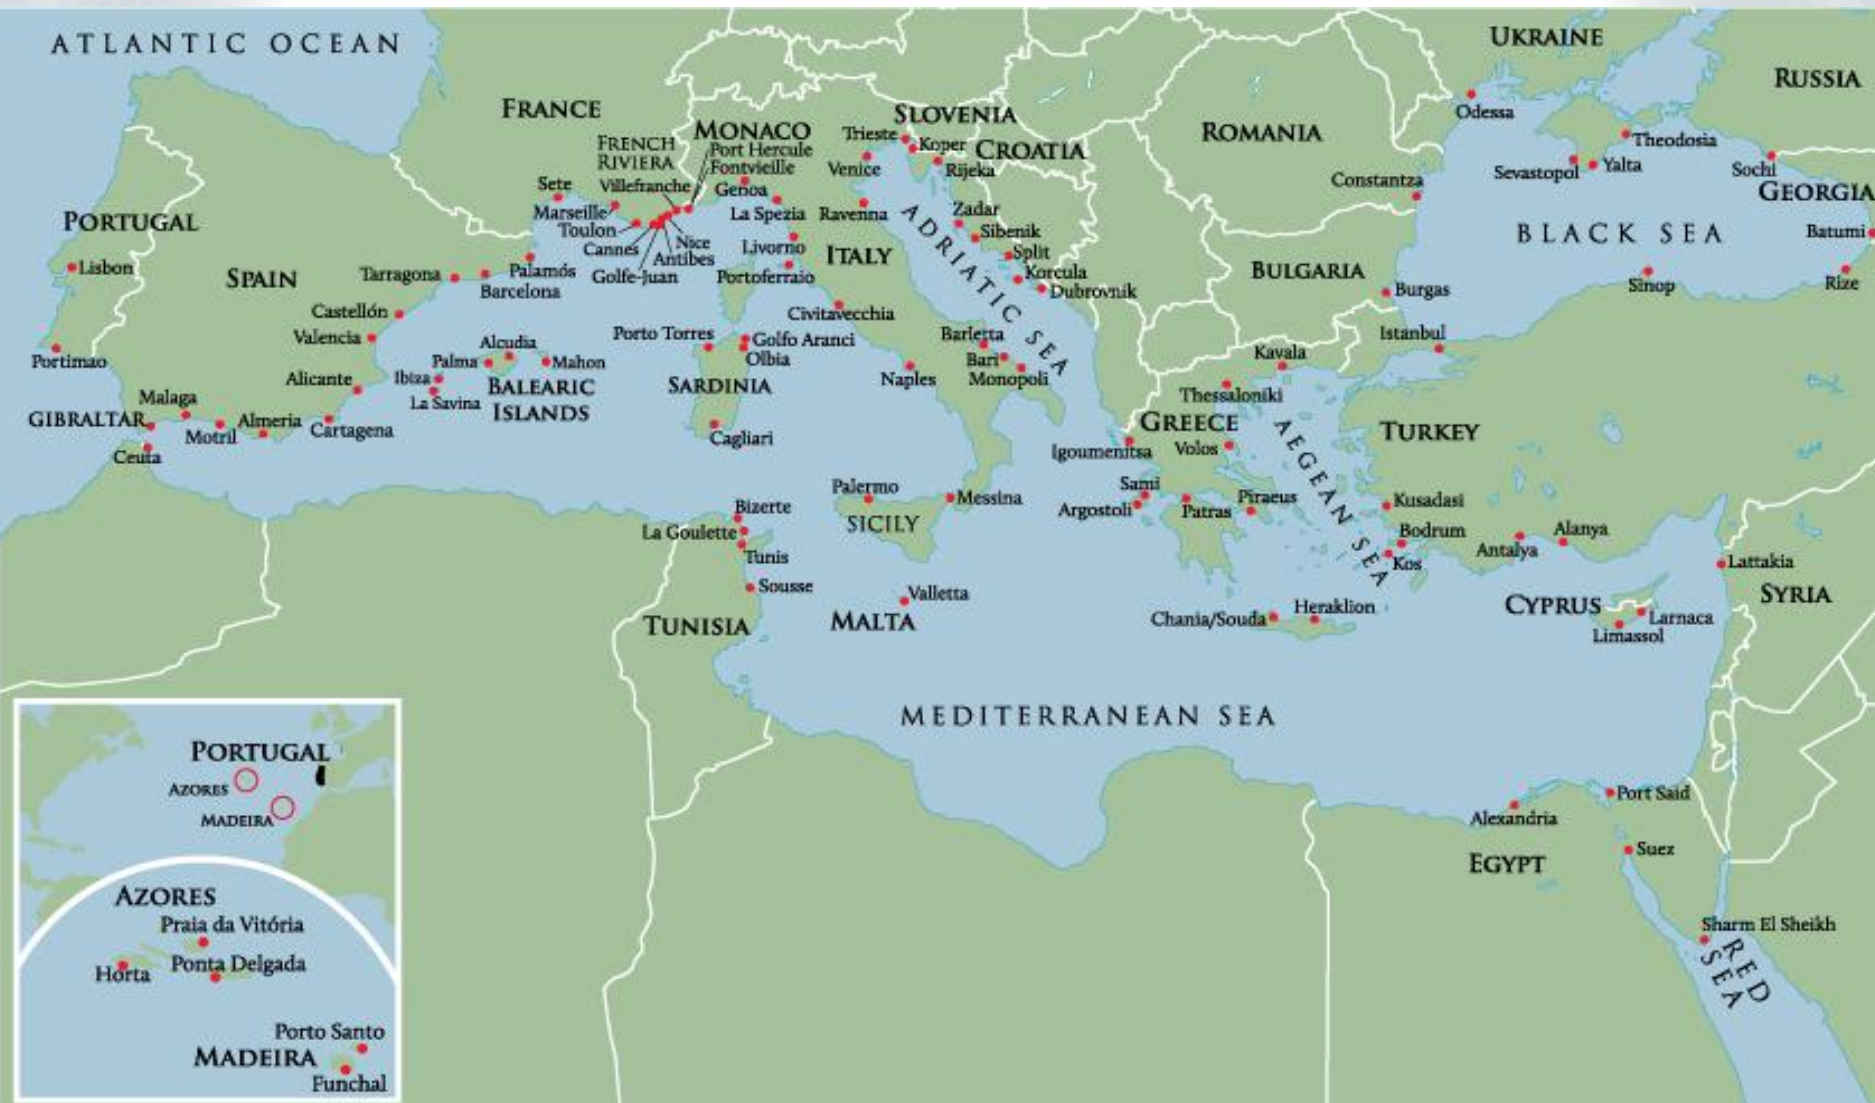 ATLANTIC OCEAN
UKRAINE
RUSSIA
FRANCE
SLOVENIA
Odessa
MONACO
Port Hercule
Fontvieille
FRENCH
RIVIERA
Trieste
Koper
CROATIA
ROMANIA
Theodosia
Venice
Rijeka
Sevastopol
Yalta
Sochi
Constantza
GEORGIA
Sete
Villefranche
Genoa
Marseille
La Spezia
Ravenna
Zadar
PORTUGAL
Toulon
Sibenik
BLACK SEA
Batumi
Cannes
Nice
Livorno
ITALY
ADRIATIC SEA
Split
Antibes
Golfe-Juan
Portoferraio
Korcula
Dubrovnik
BULGARIA
Lisbon
SPAIN
Tarragona
Palamós
Barcelona
Burgas
Sinop
Rize
Castellón
Civitavecchia
Valencia
Porto Torres
Golfo Aranci
Olbia
Barletta
Istanbul
Portimao
Alcudia
Palma
Mahon
Bari
Monopoli
Kavala
Alicante
Ibiza
La Savina
BALEARIC
ISLANDS
SARDINIA
Naples
Thessaloniki
Malaga
GIBRALTAR
Motril
Almeria
Cartagena
Cagliari
GREECE
AEGEAN SEA
TURKEY
Ceuta
Igoumenitsa
Volos
Palermo
Messina
Sami
Argostoli
Patras
Piraeus
Kusadasi
Bizerte
La Goulette
SICILY
Bodrum
Antalya
Alanya
Tunis
Kos
Lattakia
Sousse
Valletta
SYRIA
TUNISIA
MALTA
Chania/Souda
Heraklion
CYPRUS
Larnaca
Limassol
MEDITERRANEAN SEA
Port Said
Alexandria
Suez
EGYPT
Sharm El Sheikh
RED
SEA
PORTUGAL
AZORES
MADEIRA
AZORES
Praia da Vitória
Horta
Ponta Delgada
Porto Santo
MADEIRA
Funchal